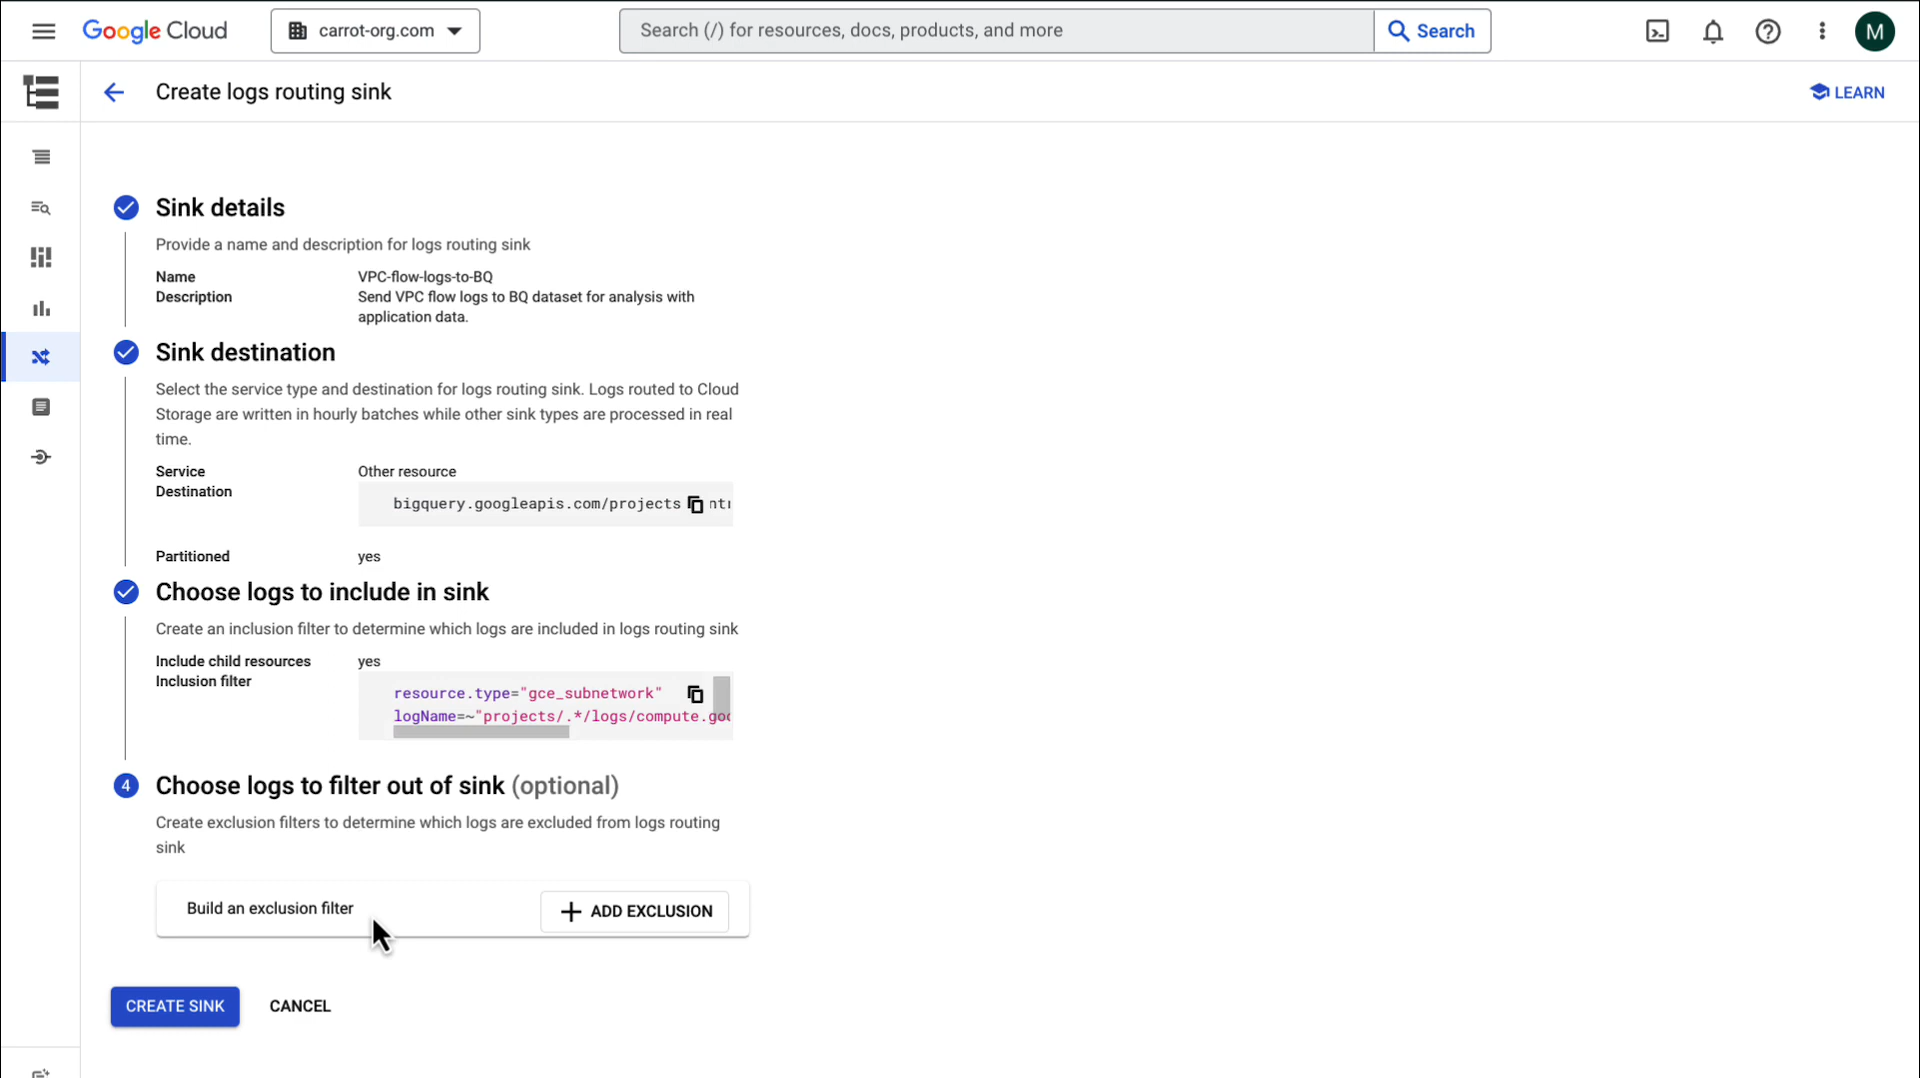 Google Cloud
carrot-org.com
Search (/) for resources, docs, products, and more
Search
M
Create logs routing sink
LEARN
Sink details
Provide a name and description for logs routing sink
Name VPC-flow-logs-to-BQ
Description Send VPC flow logs to BQ dataset for analysis with
application data.
Sink destination
Select the service type and destination for logs routing sink. Logs routed to Cloud
Storage are written in hourly batches while other sink types are processed in real
time.
Service Other resource
Destination
bigquery.googleapis.com/projects
Partitioned yes
Choose logs to include in sink
Create an inclusion filter to determine which logs are included in logs routing sink
Include child resources yes
Inclusion filter
resource.type="gce_subnetwork"
logName=~"projects/.*/logs/compute.goo
4 Choose logs to filter out of sink (optional)
Create exclusion filters to determine which logs are excluded from logs routing
sink
Build an exclusion filter
ADD EXCLUSION
CREATE SINK
CANCEL